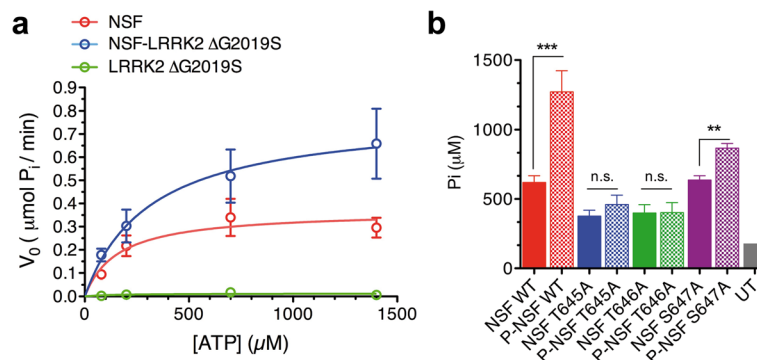 a
NSF
NSF-LRRK2 ΔG2019S
LRRK2 ΔG2019S
V0 ( μmol Pi / min)
0.9
0.8
0.7
0.6
0.5
0.4
0.3
0.2
0.1
0.0
0
500
1000
1500
[ATP] (μM)
b
Pi (μM)
1500
1000
500
0
***
n.s.
n.s.
**
NSF WT
P-NSF WT
NSF T645A
P-NSF T645A
NSF T646A
P-NSF T646A
NSF S647A
P-NSF S647A
UT